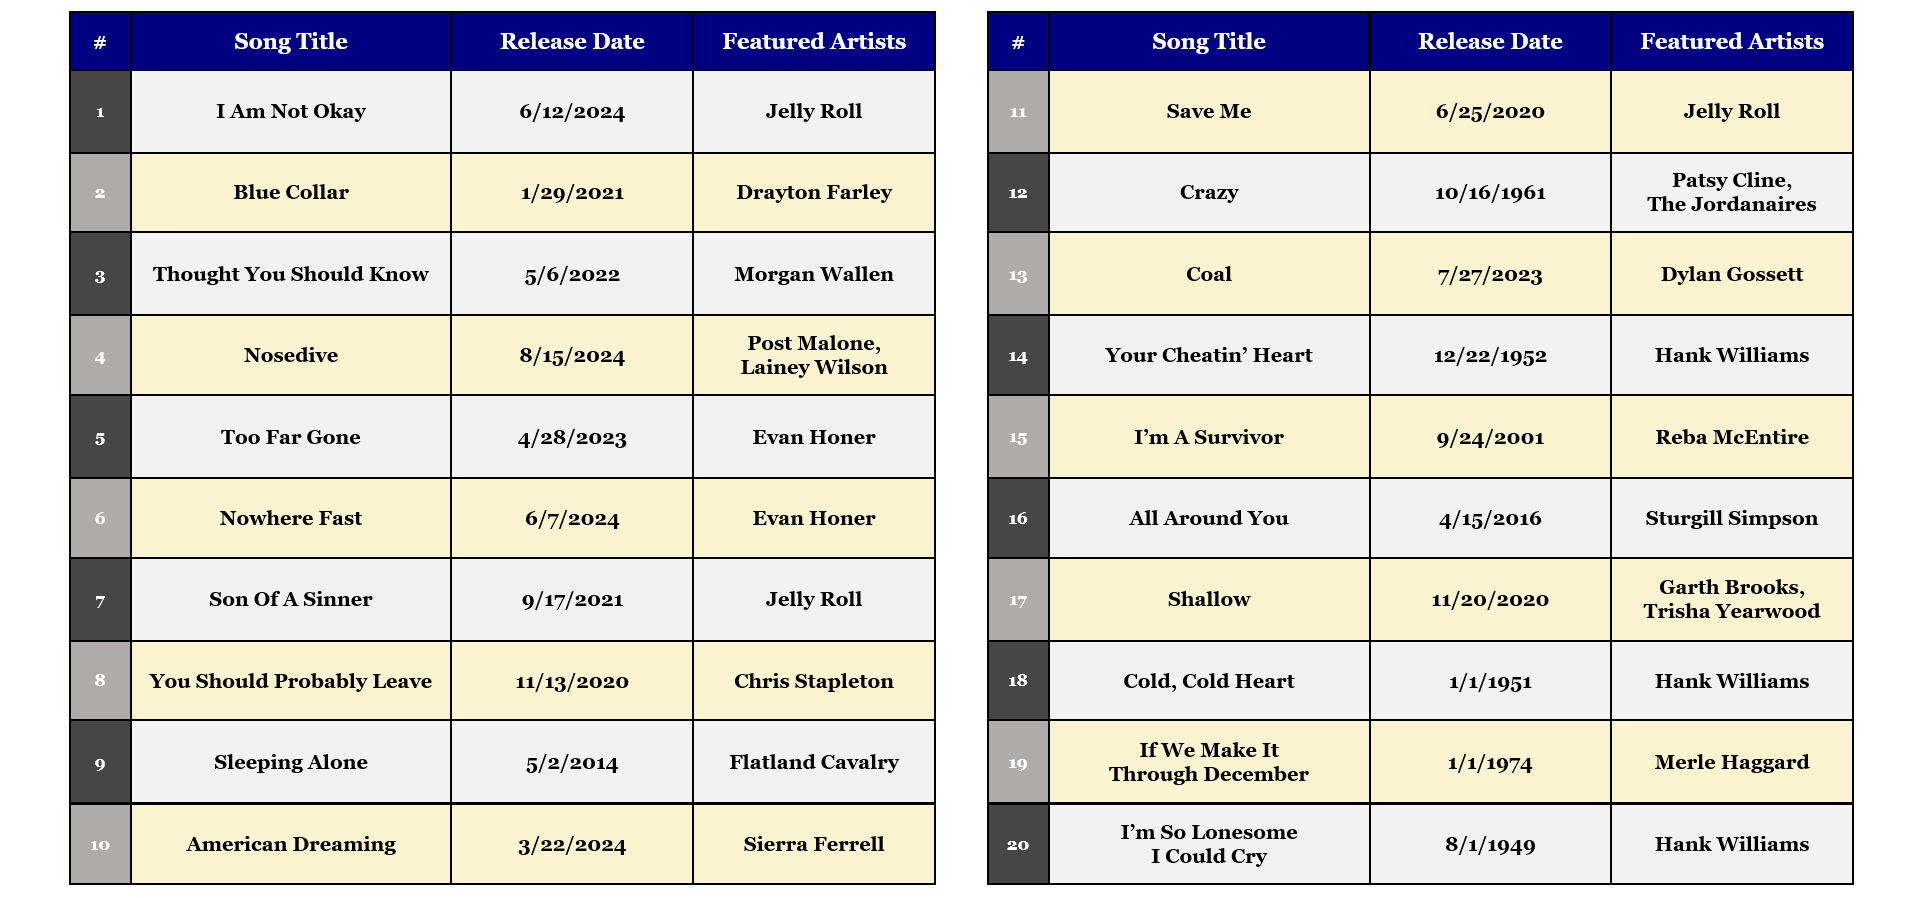 # Song Title Release Date Featured Artists
1 I Am Not Okay 6/12/2024 Jelly Roll
2 Blue Collar 1/29/2021 Drayton Farley
3 Thought You Should Know 5/6/2022 Morgan Wallen
4 Nosedive 8/15/2024 Post Malone,
Lainey Wilson
5 Too Far Gone 4/28/2023 Evan Honer
6 Nowhere Fast 6/7/2024 Evan Honer
7 Son Of A Sinner 9/17/2021 Jelly Roll
8 You Should Probably Leave 11/13/2020 Chris Stapleton
9 Sleeping Alone 5/2/2014 Flatland Cavalry
10 American Dreaming 3/22/2024 Sierra Ferrell
# Song Title Release Date Featured Artists
11 Save Me 6/25/2020 Jelly Roll
12 Crazy 10/16/1961 Patsy Cline,
The Jordanaires
13 Coal 7/27/2023 Dylan Gossett
14 Your Cheatin’ Heart 12/22/1952 Hank Williams
15 I’m A Survivor 9/24/2001 Reba McEntire
16 All Around You 4/15/2016 Sturgill Simpson
17 Shallow 11/20/2020 Garth Brooks,
Trisha Yearwood
18 Cold, Cold Heart 1/1/1951 Hank Williams
19 If We Make It
Through December 1/1/1974 Merle Haggard
20 I’m So Lonesome
I Could Cry 8/1/1949 Hank Williams